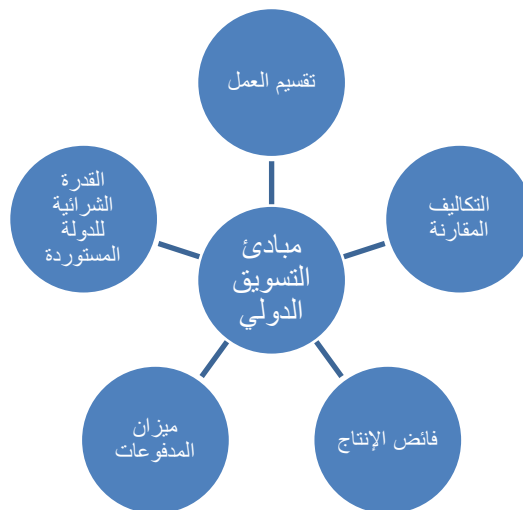 تقسيم العمل
التكاليف
المقارنة
فائض الإنتاج
ميزان
المدفوعات
القدرة
الشرائية
للدولة
المستوردة
مبادئ
التسويق
الدولي